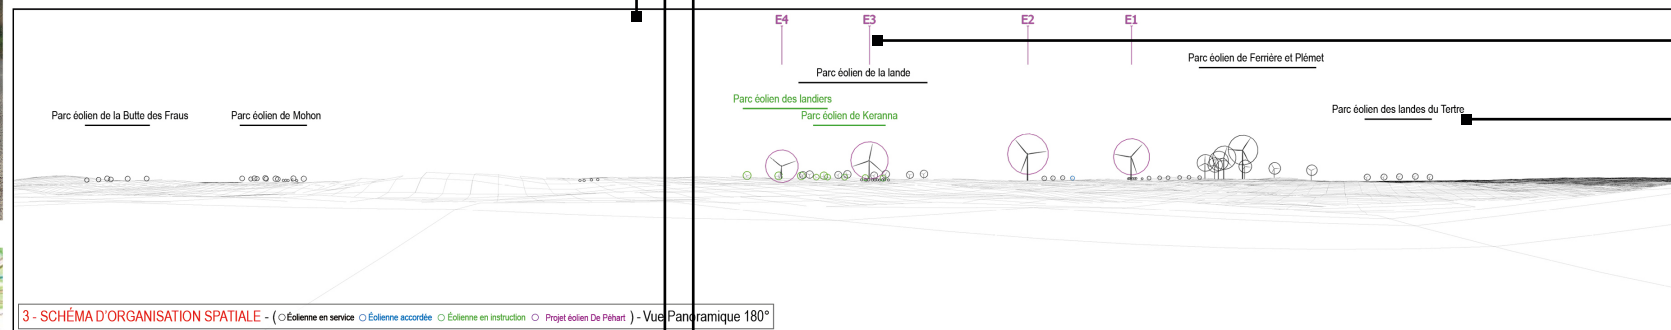 E4 E3 E2 E1
Parc éolien de Ferrière et Plémet
Parc éolien de la lande
Parc éolien des landiers
Parc éolien des landes du Tertre
Parc éolien de la Butte des Fraus
Parc éolien de Mohon
Parc éolien de Keranna
3 - SCHÉMA D'ORGANISATION SPATIALE - ( Éolienne en service Éolienne accordée Éolienne en instruction Projet éolien De Péhart ) - Vue Panoramique 180°